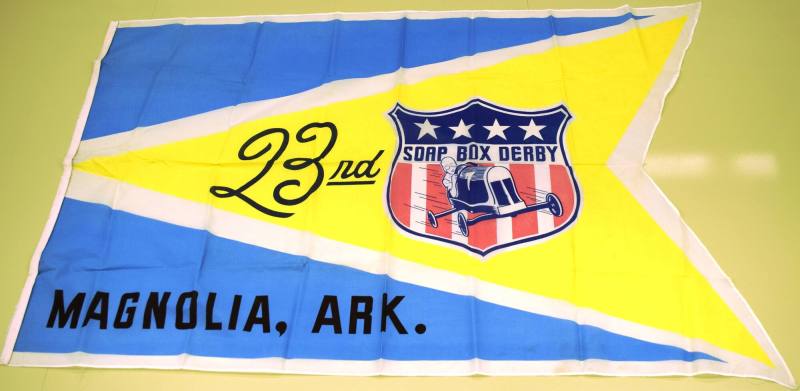 23rd
SOAP BOX DERBY
MAGNOLIA, ARK.